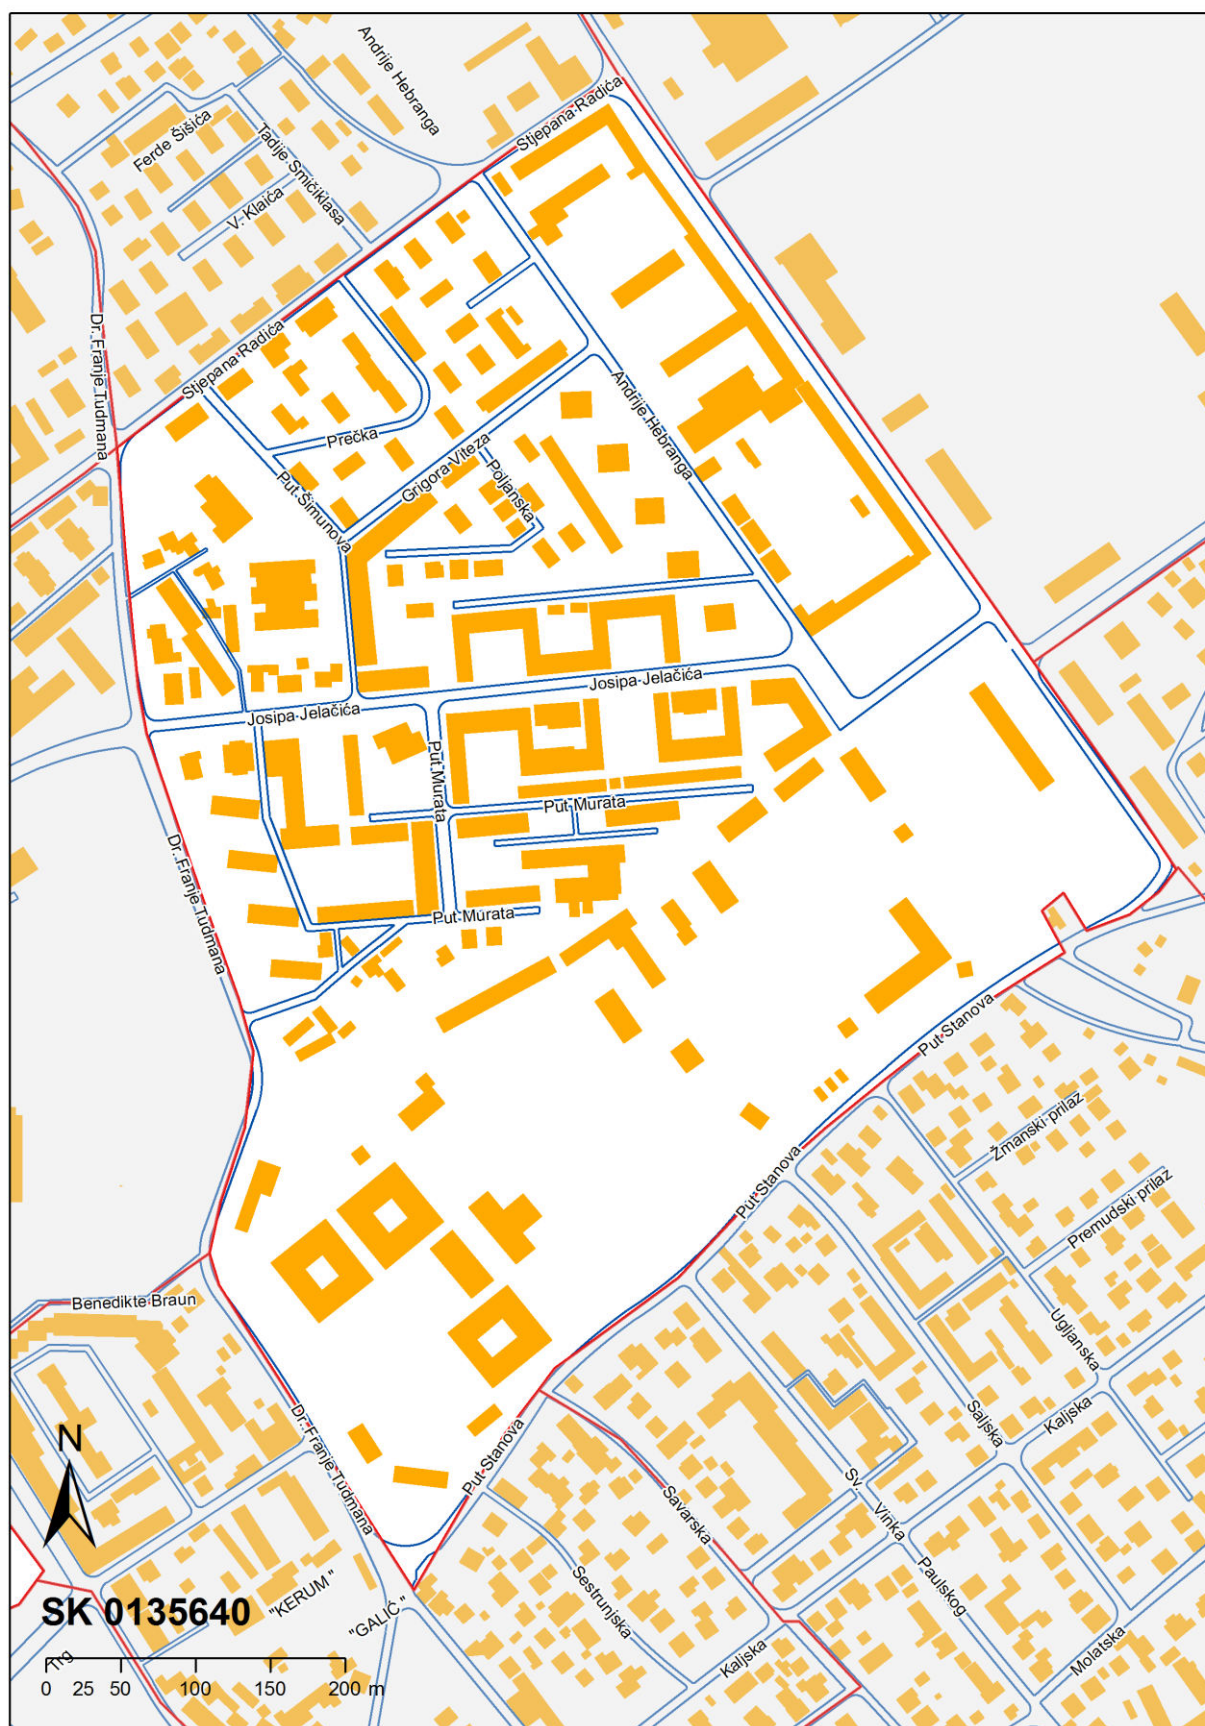 Andrije Hebranga
Stjepana Radića
Ferde Šišića
Tadije Smičiklasa
V. Klaića
Dr. Franje Tuđmana
Stjepana Radića
Andrije Hebranga
Prečka
Grigora Viteza
Poljanska
Put Šimunova
Josipa Jelačića
Josipa Jelačića
Put Murata
Put Murata
Dr. Franje Tuđmana
Put Murata
Put Stanova
Žmanski prilaz
Put Stanova
Premudski prilaz
Benedikte Braun
Ugljanska
Saljska
Kaljska
Dr. Franje Tuđmana
Put Stanova
N
Savarska
Sv. Vinka Paulskog
Sestrunjska
"KERUM"
"GALIĆ"
SK 0135640
Trg
Kaljska
Molatska
0 25 50 100 150 200 m